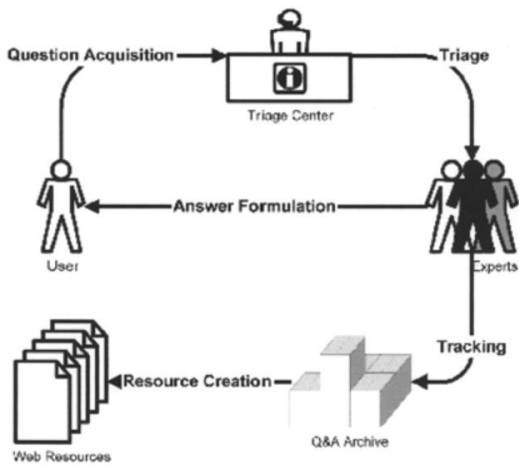 Question Acquisition
Triage
i
Triage Center
Answer Formulation
User
Experts
Tracking
Resource Creation
Q&A Archive
Web Resources